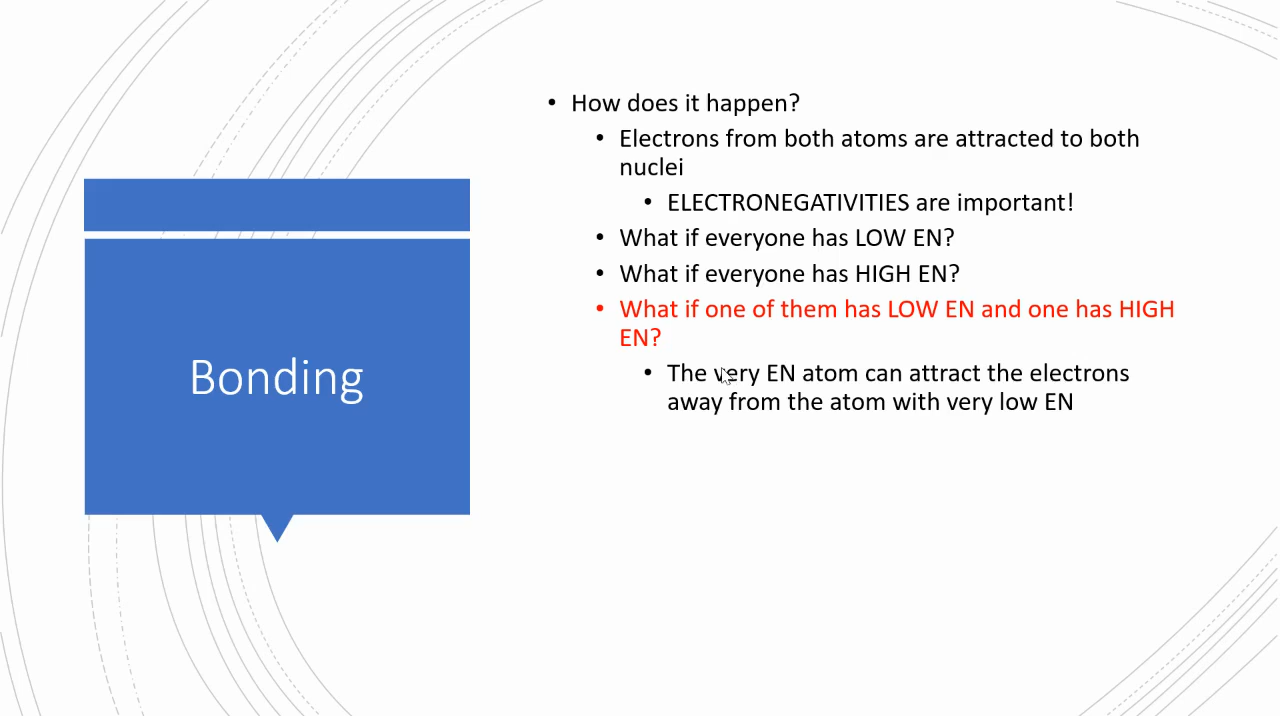 Bonding
• How does it happen?
• Electrons from both atoms are attracted to both
nuclei
• ELECTRONEGATIVITIES are important!
• What if everyone has LOW EN?
• What if everyone has HIGH EN?
• What if one of them has LOW EN and one has HIGH
EN?
• The very EN atom can attract the electrons
away from the atom with very low EN